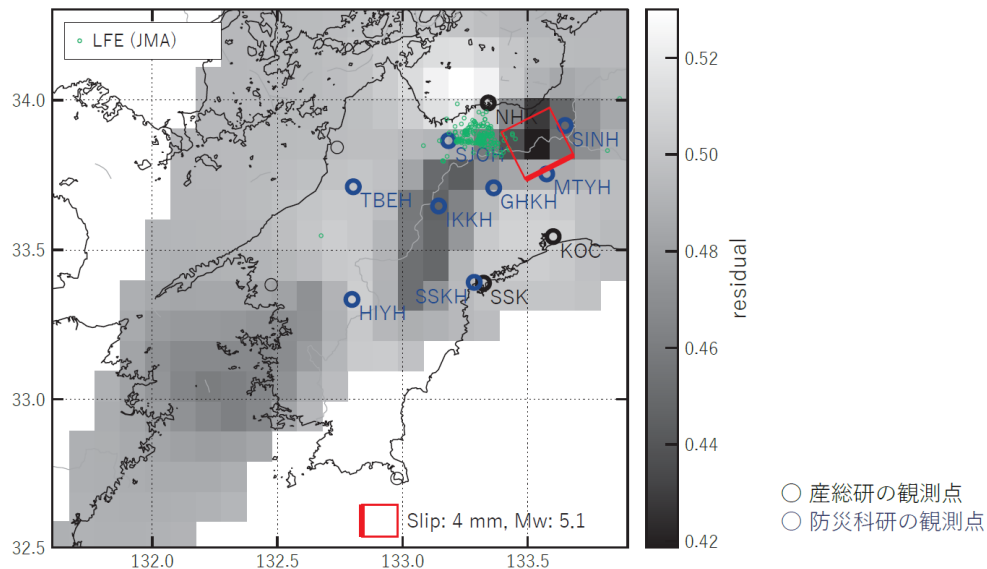 LFE (JMA)
34.0
33.5
33.0
32.5
132.0
132.5
133.0
133.5
NHK
SJOH
SINH
TBEH
IKKH
GHKH
MTYH
KOC
SSKH
SSK
HIYH
Slip: 4 mm, Mw: 5.1
0.52
0.50
0.48
0.46
0.44
0.42
residual
産総研の観測点
防災科研の観測点